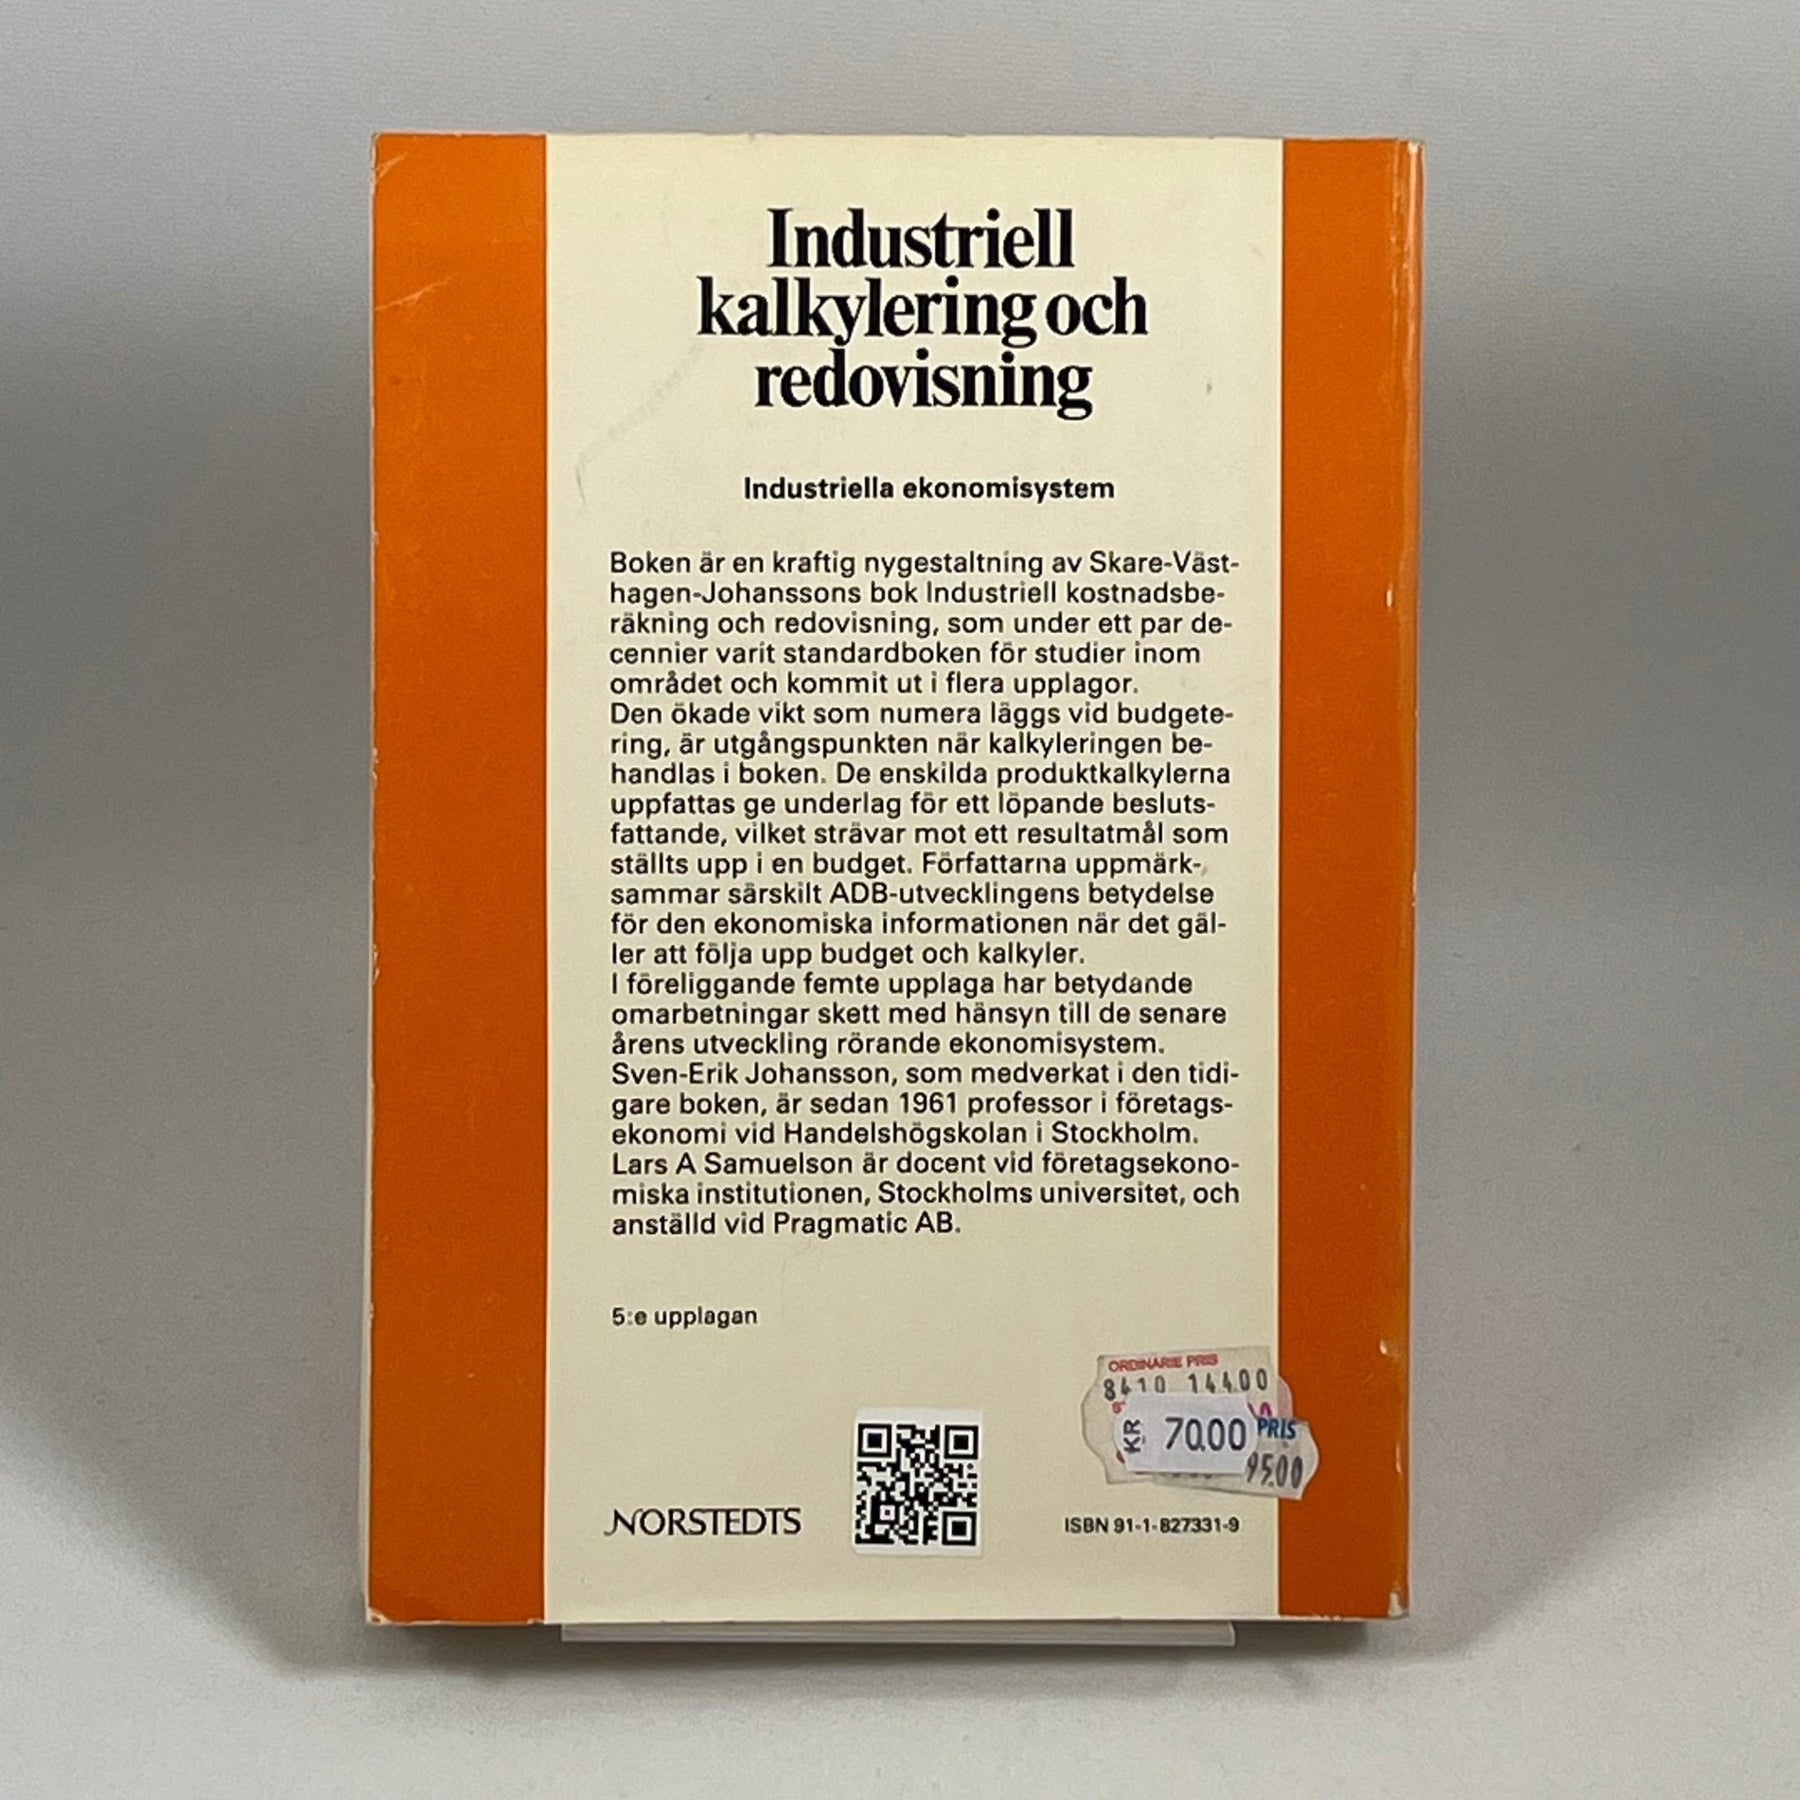 Industriell
kalkylering och
redovisning
Industriella ekonomisystem
Boken är en kraftig nygestaltning av Skare-Väst-
hagen-Johanssons bok Industriell kostnadsbe-
räkning och redovisning, som under ett par de-
cennier varit standardboken för studier inom
området och kommit ut i flera upplagor.
Den ökade vikt som numera läggs vid budgete-
ring, är utgångspunkten när kalkyleringen be-
handlas i boken. De enskilda produktkalkylerna
uppfattas ge underlag för ett löpande besluts-
fattande, vilket strävar mot ett resultatmål som
ställts upp i en budget. Författarna uppmärk-
sammar särskilt ADB-utvecklingens betydelse
för den ekonomiska informationen när det gäl-
ler att följa upp budget och kalkyler.
I föreliggande femte upplaga har betydande
omarbetningar skett med hänsyn till de senare
årens utveckling rörande ekonomisystem.
Sven-Erik Johansson, som medverkat i den tidi-
gare boken, är sedan 1961 professor i företags-
ekonomi vid Handelshögskolan i Stockholm.
Lars A Samuelson är docent vid företagsekono-
miska institutionen, Stockholms universitet, och
anställd vid Pragmatic AB.
5:e upplagan
ORDINARIE PRIS
8410 144.00
KR 70.00 PRIS
95.00
NORSTEDTS
ISBN 91-1-827331-9